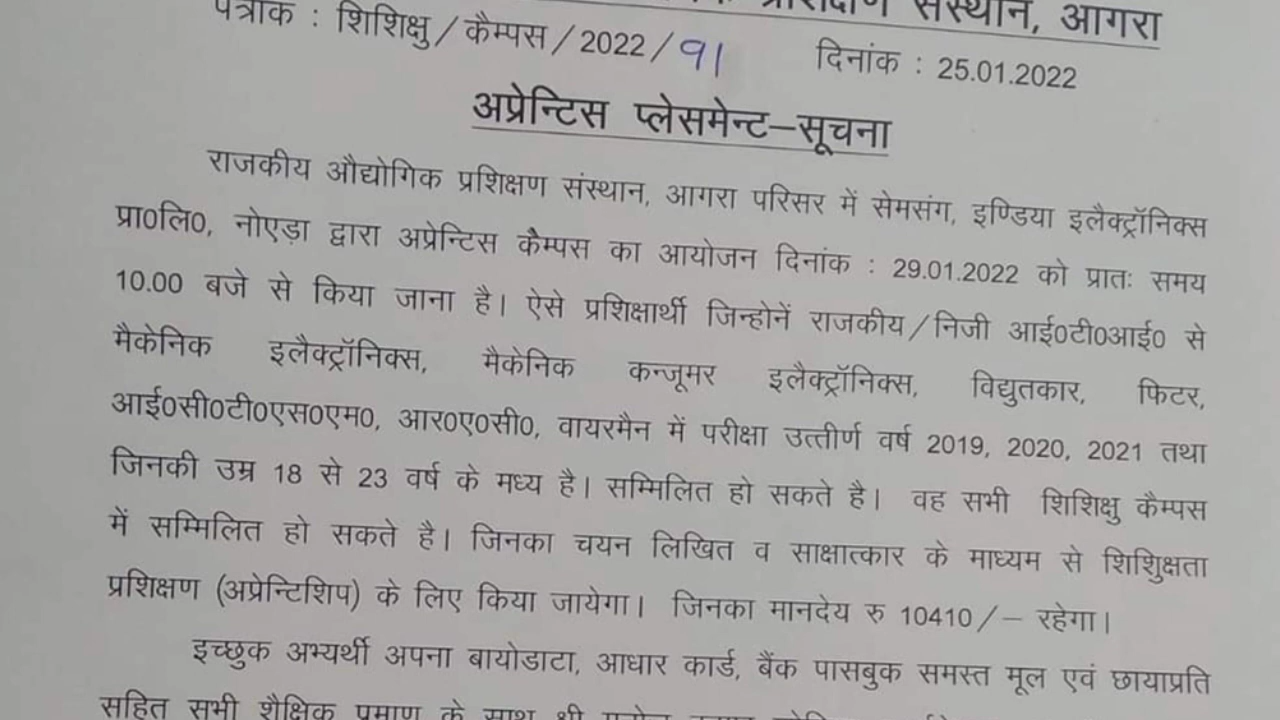 संस्थान, आगरा
पत्रांक : शिशिक्षु / कैम्पस / 2022 / 91 दिनांक : 25.01.2022
अप्रेन्टिस प्लेसमेन्ट–सूचना
राजकीय औद्योगिक प्रशिक्षण संस्थान, आगरा परिसर में सेमसंग, इण्डिया इलैक्ट्रॉनिक्स
प्रा0लि0, नोएड़ा द्वारा अप्रेन्टिस कैम्पस का आयोजन दिनांक : 29.01.2022 को प्रातः समय
10.00 बजे से किया जाना है। ऐसे प्रशिक्षार्थी जिन्होनें राजकीय/निजी आई0टी0आई0 से
मैकेनिक इलैक्ट्रॉनिक्स, मैकेनिक कन्जूमर इलैक्ट्रॉनिक्स, विद्युतकार, फिटर,
आई0सी0टी0एस0एम0, आर0ए0सी0, वायरमैन में परीक्षा उत्तीर्ण वर्ष 2019, 2020, 2021 तथा
जिनकी उम्र 18 से 23 वर्ष के मध्य है। सम्मिलित हो सकते है। वह सभी शिशिक्षु कैम्पस
में सम्मिलित हो सकते है। जिनका चयन लिखित व साक्षात्कार के माध्यम से शिशिुक्षता
प्रशिक्षण (अप्रेन्टिशिप) के लिए किया जायेगा। जिनका मानदेय रु 10410/– रहेगा।
इच्छुक अभ्यर्थी अपना बायोडाटा, आधार कार्ड, बैंक पासबुक समस्त मूल एवं छायाप्रति
सहित सभी शैक्षिक प्रमाण के साथ श्री